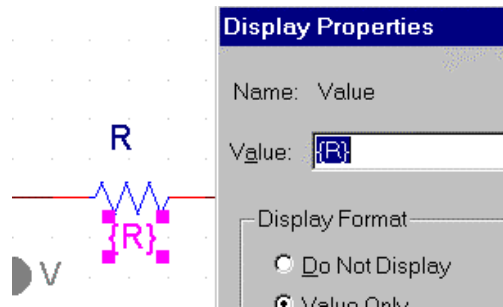 Display Properties
Name: Value
R
Value: {R}
{R}
Display Format
V
Do Not Display
Value Only